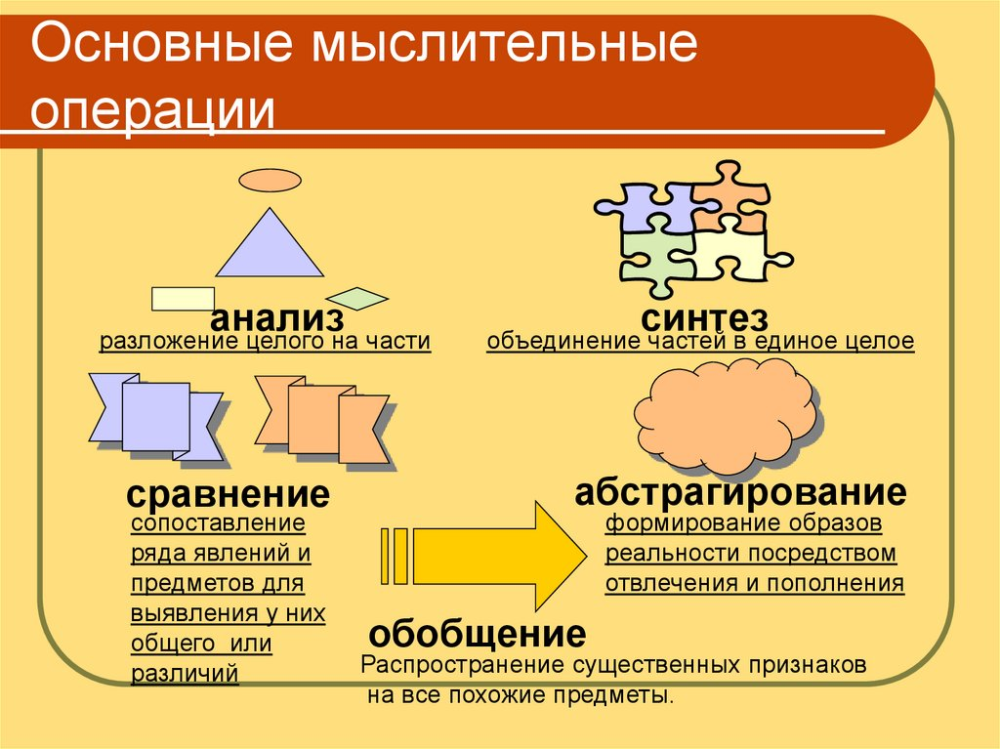 Основные мыслительные
операции
анализ
разложение целого на части
синтез
объединение частей в единое целое
сравнение
сопоставление
ряда явлений и
предметов для
выявления у них
общего или
различий
абстрагирование
формирование образов
реальности посредством
отвлечения и пополнения
обобщение
Распространение существенных признаков
на все похожие предметы.